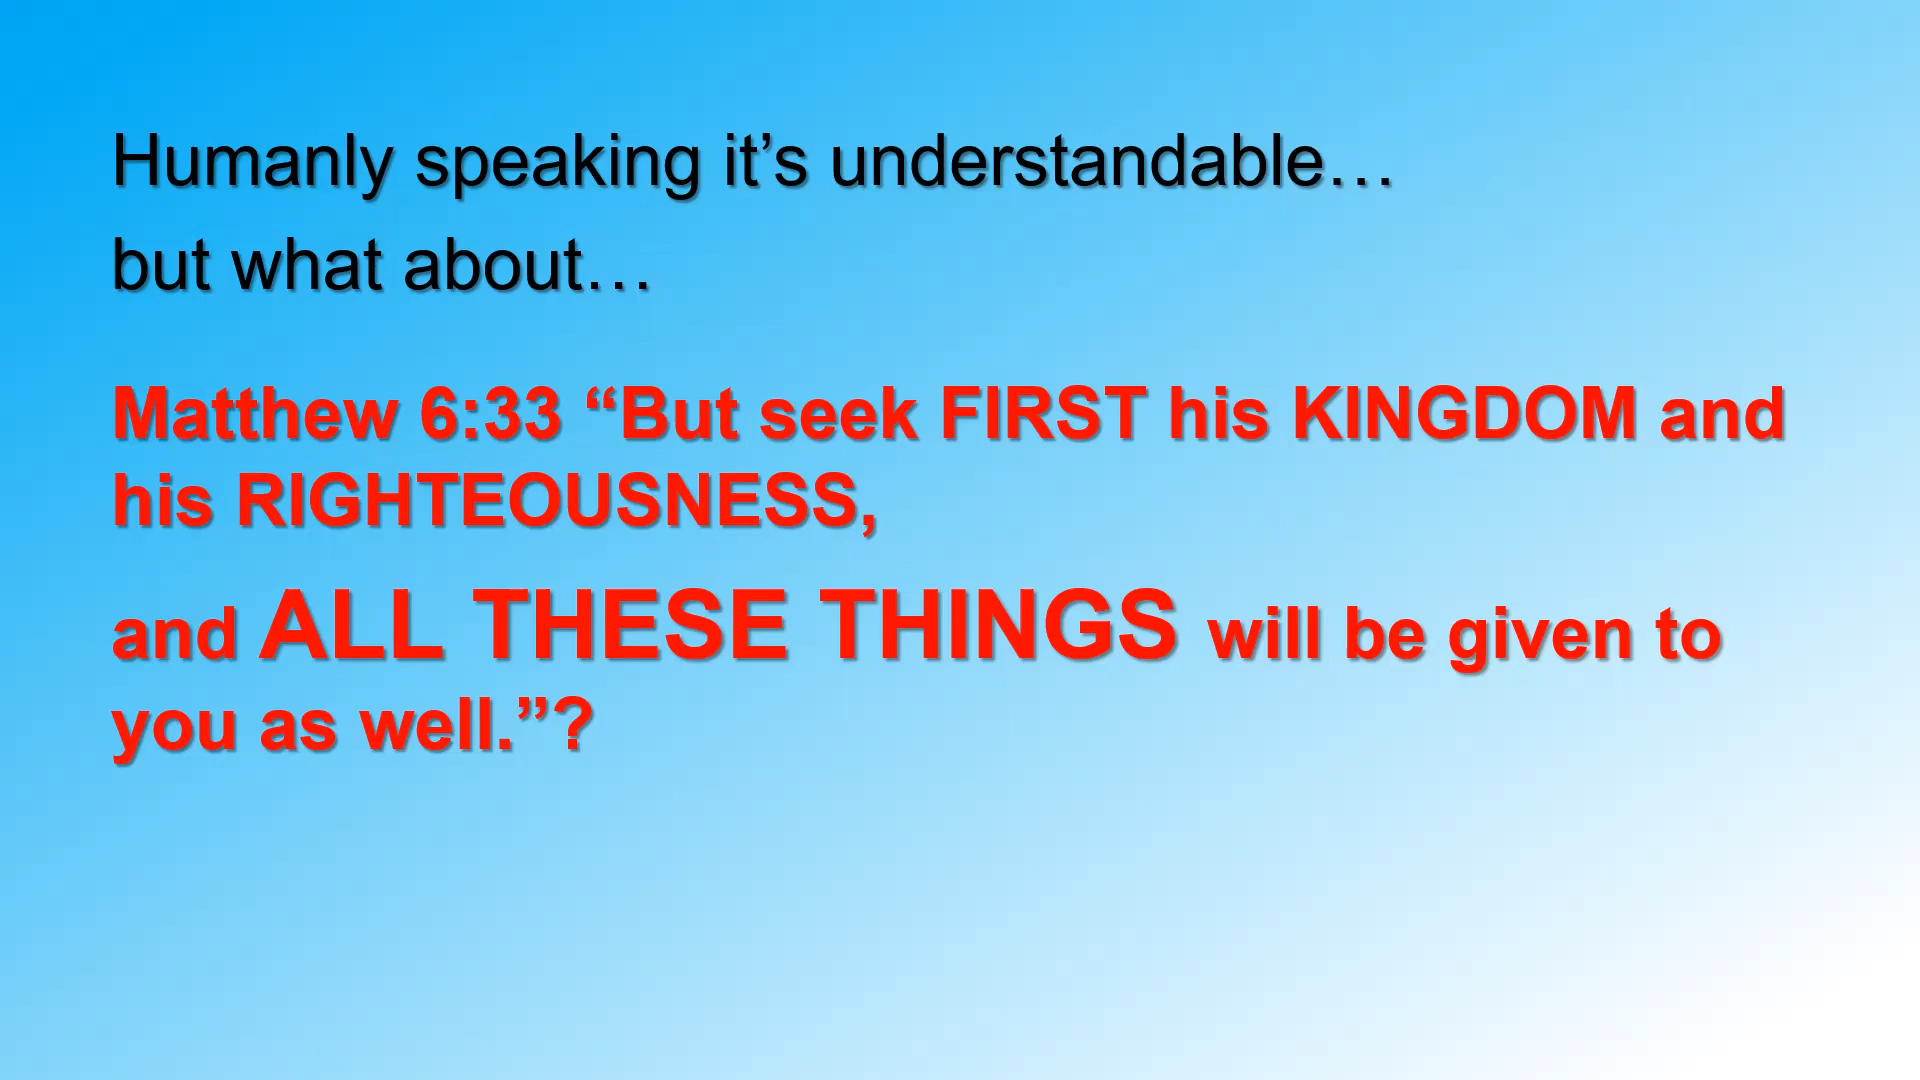 Humanly speaking it’s understandable…
but what about…
Matthew 6:33 “But seek FIRST his KINGDOM and
his RIGHTEOUSNESS,
and ALL THESE THINGS will be given to
you as well.”?